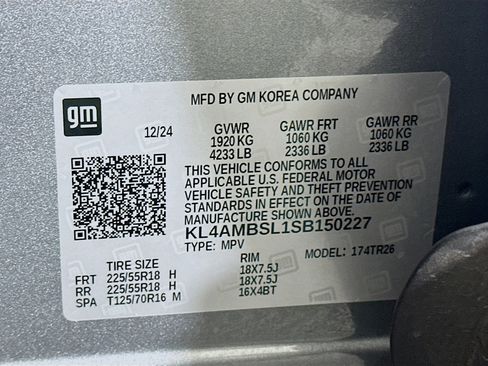 gm
MFD BY GM KOREA COMPANY
12/24 GVWR GAWR FRT GAWR RR
1920 KG 1060 KG 1060 KG
4233 LB 2336 LB 2336 LB
THIS VEHICLE CONFORMS TO ALL
APPLICABLE U.S. FEDERAL MOTOR
VEHICLE SAFETY AND THEFT PREVENTION
STANDARDS IN EFFECT ON THE DATE OF
MANUFACTURE SHOWN ABOVE.
KL4AMBSL1SB150227
TYPE: MPV MODEL: 174TR26
TIRE SIZE RIM
FRT 225/55R18 H 18X7.5J
RR 225/55R18 H 18X7.5J
SPA T125/70R16 M 16X4BT